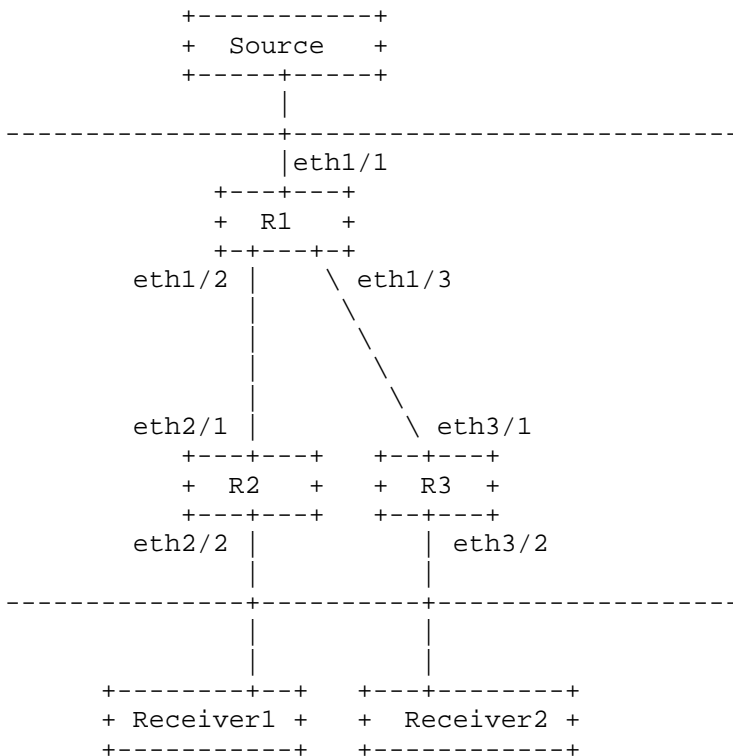 Source
eth1/1
R1
eth1/2 eth1/3
eth2/1 eth3/1
R2 R3
eth2/2 eth3/2
Receiver1 Receiver2